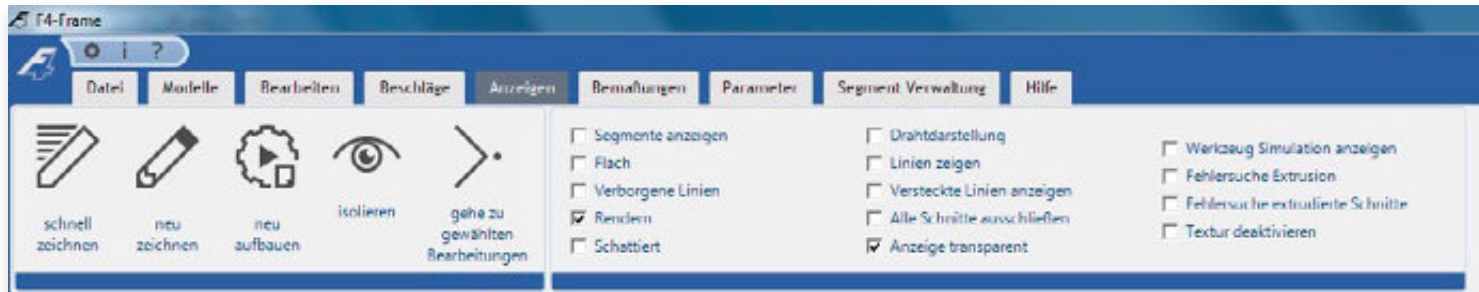 F4-Frame
i ?
Datei Modelle Bearbeiten Beschläge Anzeigen Bemaßungen Parameter Segment Verwaltung Hilfe
schnell
zeichnen
neu
zeichnen
neu
aufbauen
isolieren
gehe zu
gewählten
Bearbeitungen
Segmente anzeigen
Flach
Verborgene Linien
Rendern
Schattiert
Drahtdarstellung
Linien zeigen
Versteckte Linien anzeigen
Alle Schnitte ausschließen
Anzeige transparent
Werkzeug Simulation anzeigen
Fehlersuche Extrusion
Fehlersuche extrudierte Schnitte
Textur deaktivieren